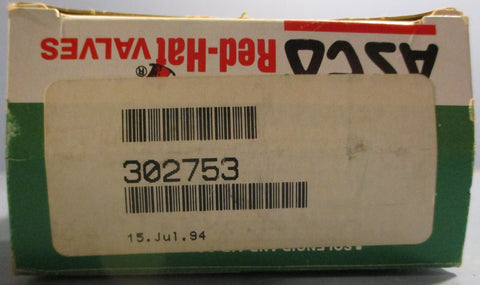 ASCO
Red-Hat VALVES
®
302753
15.Jul.94